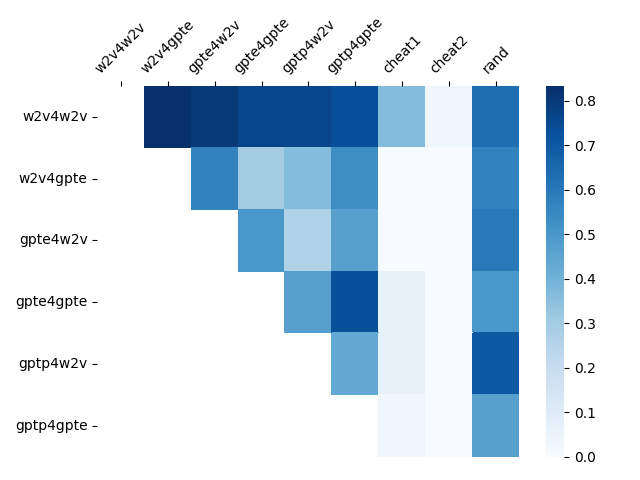 w2v4w2v
w2v4gpte
gpte4w2v
gpte4gpte
gptp4w2v
gptp4gpte
cheat1
cheat2
rand
w2v4w2v
w2v4gpte
gpte4w2v
gpte4gpte
gptp4w2v
gptp4gpte
0.8
0.7
0.6
0.5
0.4
0.3
0.2
0.1
0.0